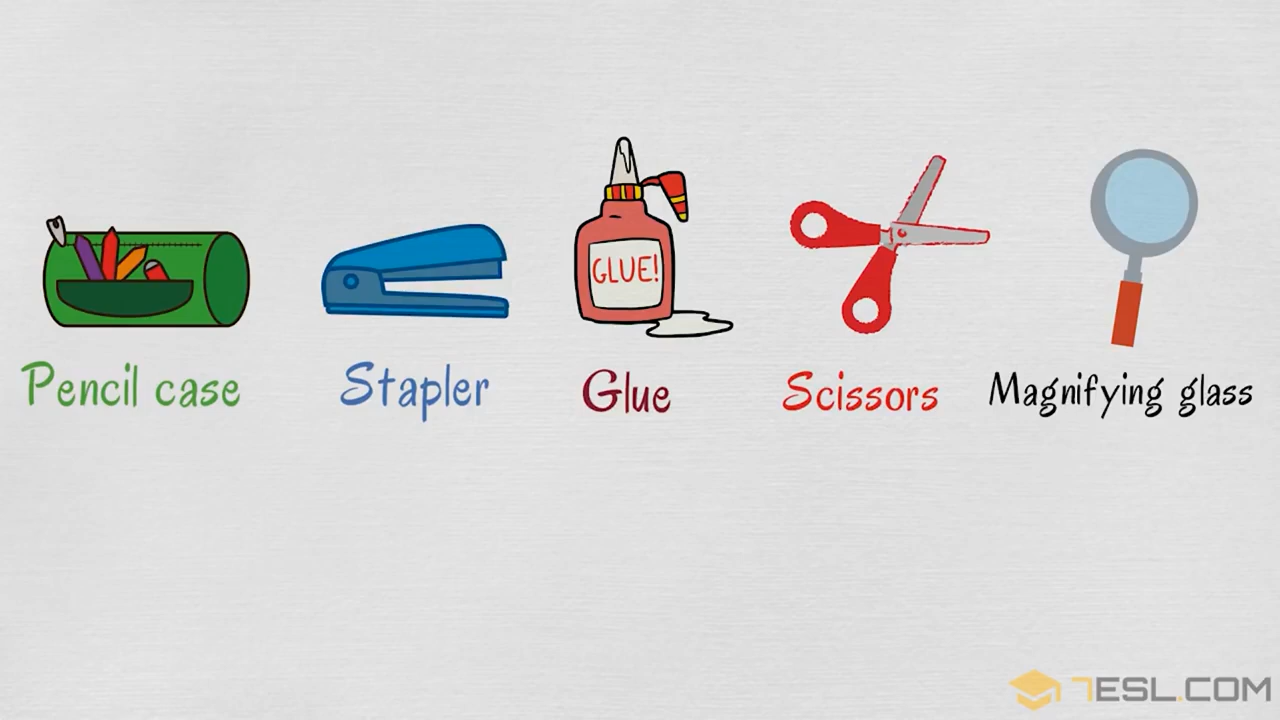 GLUE!
Pencil case
Stapler
Glue
Scissors
Magnifying glass
7ESL.COM